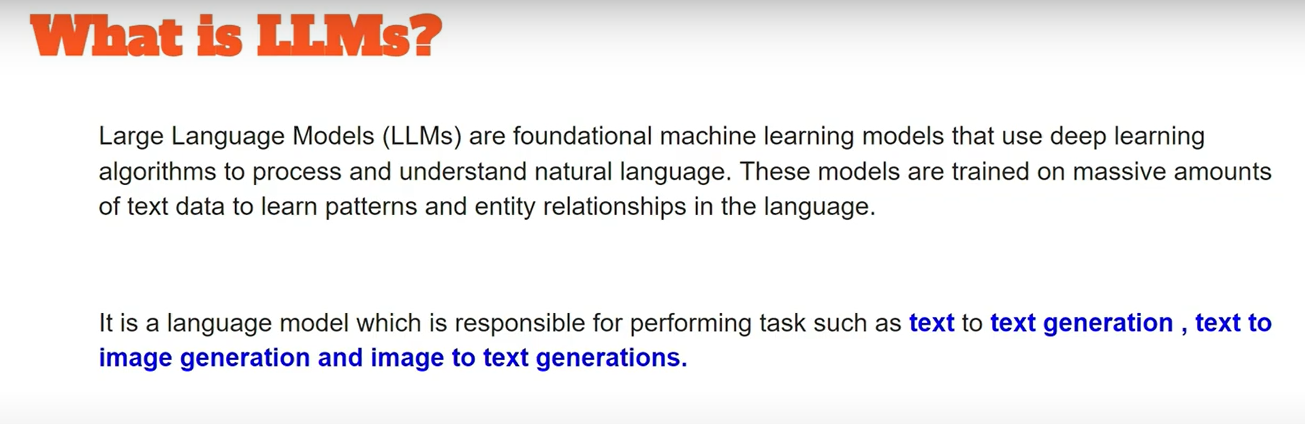 What is LLMs?
Large Language Models (LLMs) are foundational machine learning models that use deep learning
algorithms to process and understand natural language. These models are trained on massive amounts
of text data to learn patterns and entity relationships in the language.
It is a language model which is responsible for performing task such as text to text generation , text to
image generation and image to text generations.